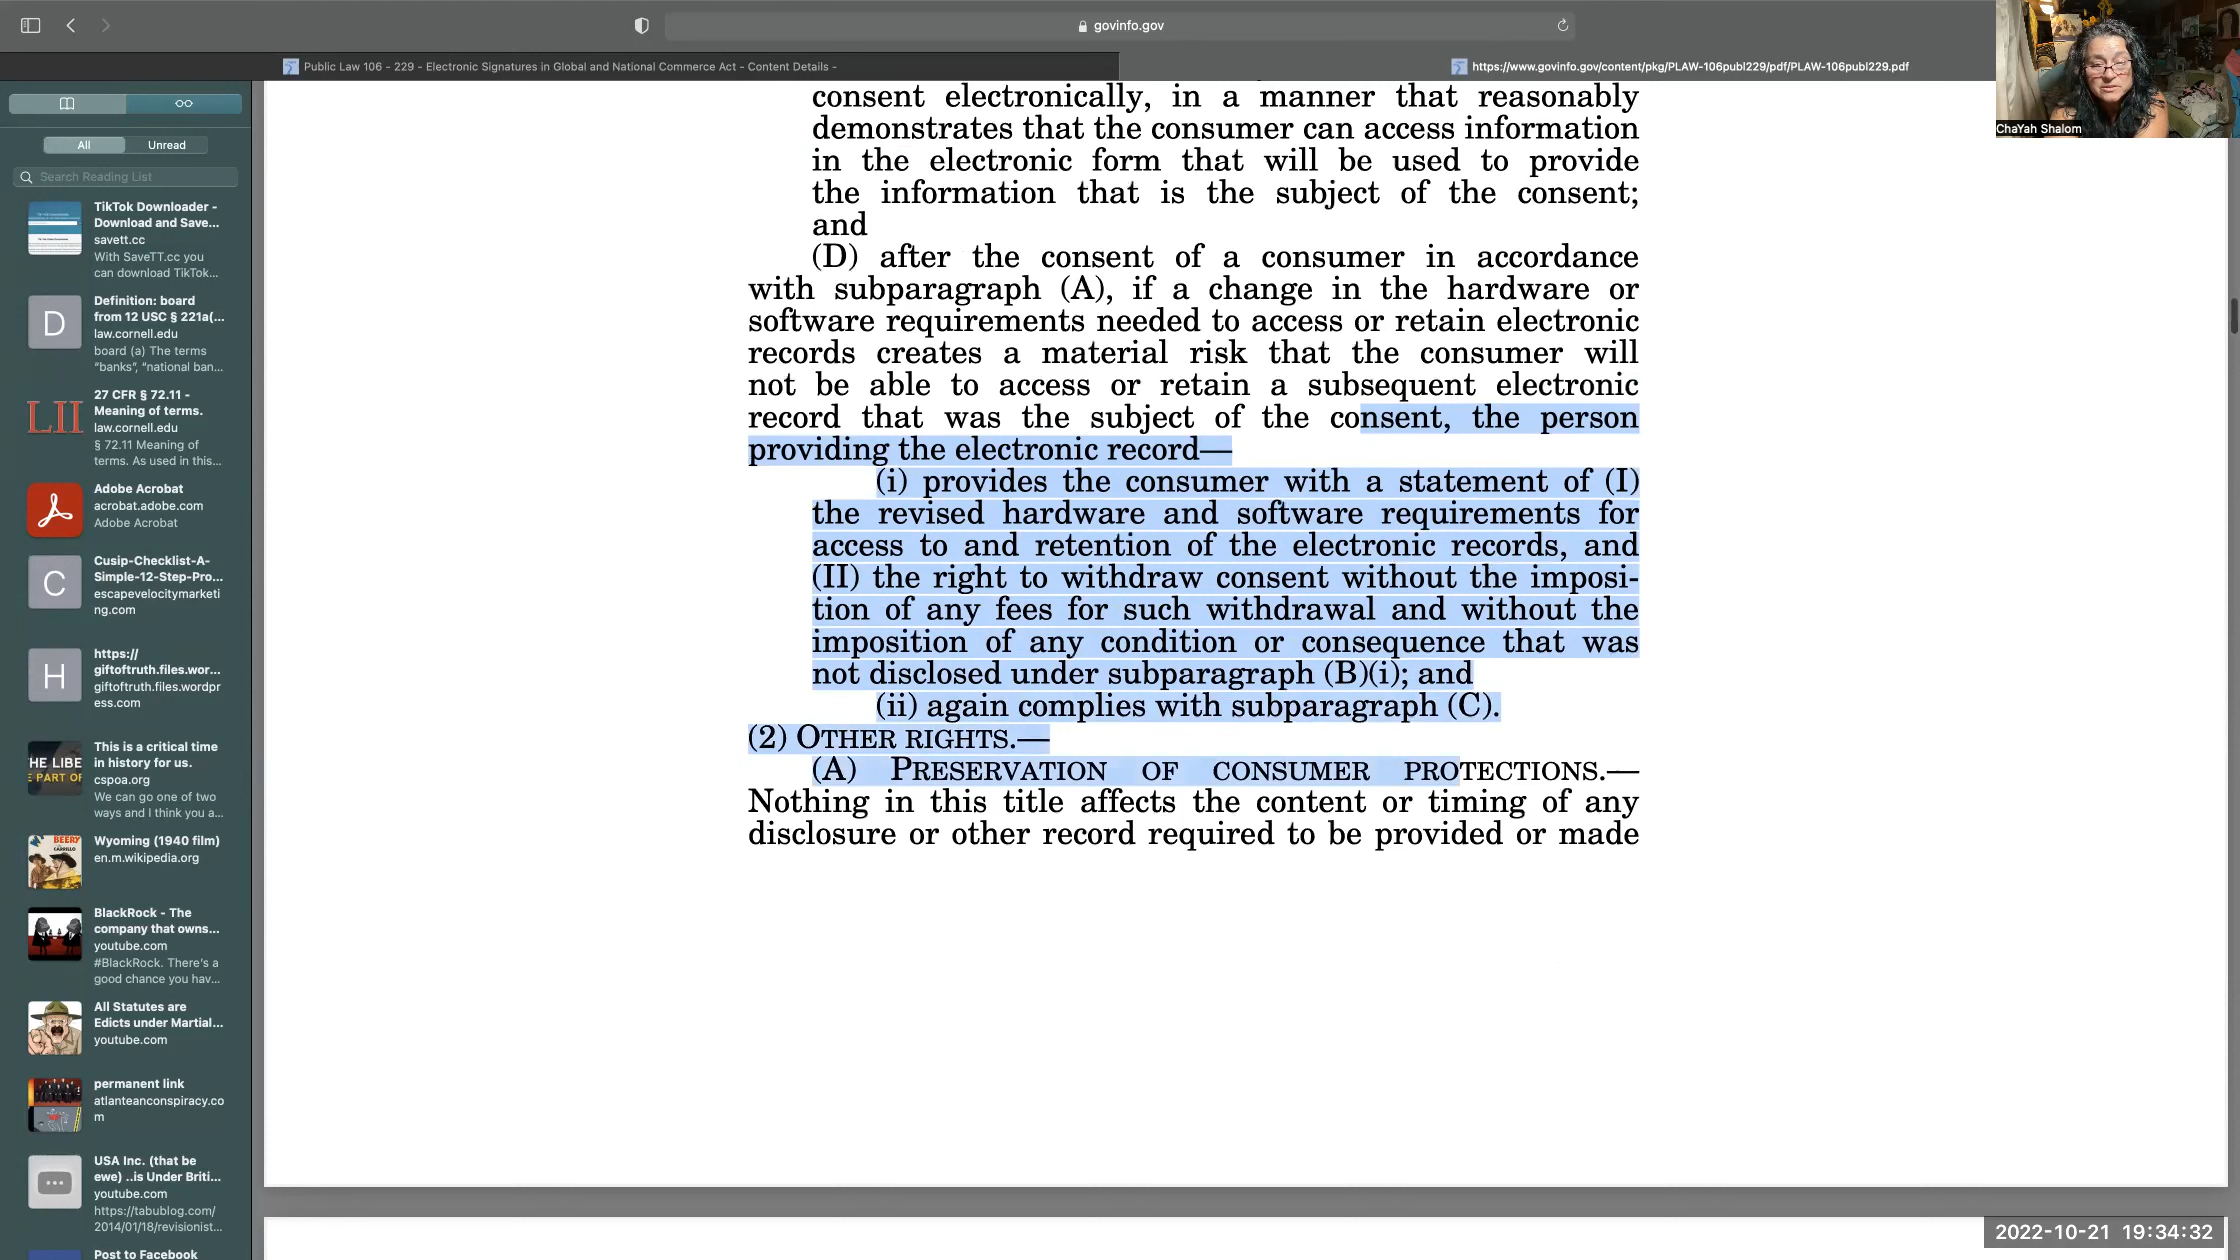 govinfo.gov
Public Law 106 - 229 - Electronic Signatures in Global and National Commerce Act - Content Details -
https://www.govinfo.gov/content/pkg/PLAW-106publ229/pdf/PLAW-106publ229.pdf
ChaYah Shalom
All
Unread
Search Reading List
TikTok Downloader -
Download and Save...
savett.cc
With SaveTT.cc you
can download TikTok...
D
Definition: board
from 12 USC § 221a(...
law.cornell.edu
board (a) The terms
“banks”, “national ban...
LII
27 CFR § 72.11 -
Meaning of terms.
law.cornell.edu
§ 72.11 Meaning of
terms. As used in this...
Adobe Acrobat
acrobat.adobe.com
Adobe Acrobat
C
Cusip-Checklist-A-
Simple-12-Step-Pro...
escapevelocitymarketi
ng.com
H
https://
giftoftruth.files.wor...
giftoftruth.files.wordpr
ess.com
THE LIBE
E PART OF
This is a critical time
in history for us.
cspoa.org
We can go one of two
ways and I think you a...
BEERY
Wyoming (1940 film)
en.m.wikipedia.org
BlackRock - The
company that owns...
youtube.com
#BlackRock. There's a
good chance you hav...
All Statutes are
Edicts under Martial...
youtube.com
permanent link
atlanteanconspiracy.co
m
USA Inc. (that be
ewe) ..is Under Briti...
youtube.com
https://tabublog.com/
2014/01/18/revisionist...
Post to Facebook
consent electronically, in a manner that reasonably
demonstrates that the consumer can access information
in the electronic form that will be used to provide
the information that is the subject of the consent;
and
(D) after the consent of a consumer in accordance
with subparagraph (A), if a change in the hardware or
software requirements needed to access or retain electronic
records creates a material risk that the consumer will
not be able to access or retain a subsequent electronic
record that was the subject of the consent, the person
providing the electronic record—
(i) provides the consumer with a statement of (I)
the revised hardware and software requirements for
access to and retention of the electronic records, and
(II) the right to withdraw consent without the imposi-
tion of any fees for such withdrawal and without the
imposition of any condition or consequence that was
not disclosed under subparagraph (B)(i); and
(ii) again complies with subparagraph (C).
(2) OTHER RIGHTS.—
(A) PRESERVATION OF CONSUMER PROTECTIONS.—
Nothing in this title affects the content or timing of any
disclosure or other record required to be provided or made
2022-10-21 19:34:32